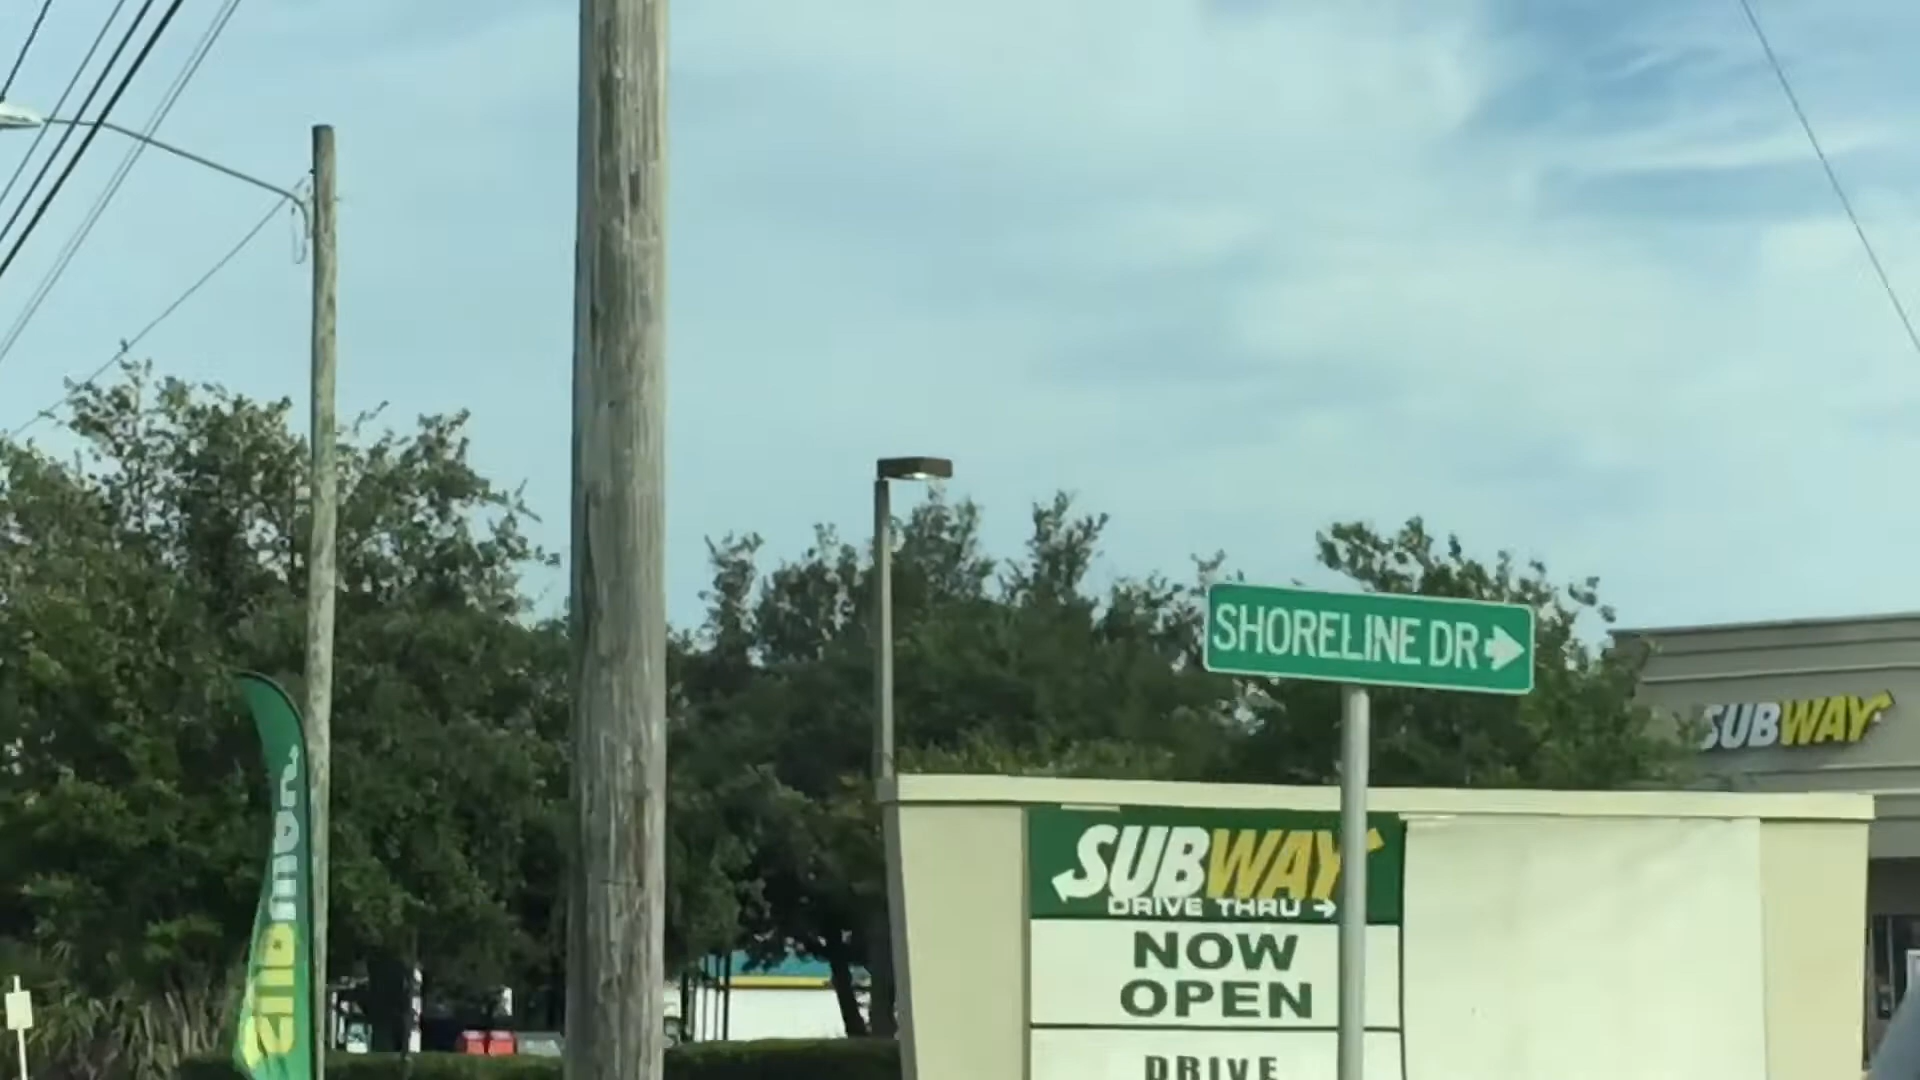 SHORELINE DR
SUBWAY
SUBWAY
DRIVE THRU
NOW
OPEN
DRIVE